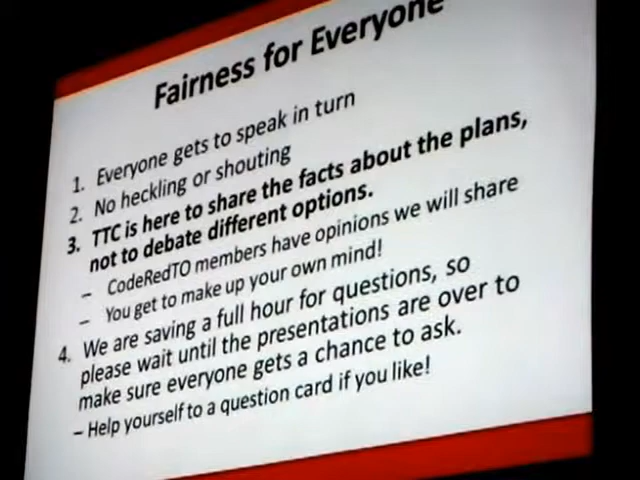 Fairness for Everyone
1. Everyone gets to speak in turn
2. No heckling or shouting
3. TTC is here to share the facts about the plans,
not to debate different options.
– CodeRedTO members have opinions we will share
– You get to make up your own mind!
4. We are saving a full hour for questions, so
please wait until the presentations are over to
make sure everyone gets a chance to ask.
– Help yourself to a question card if you like!